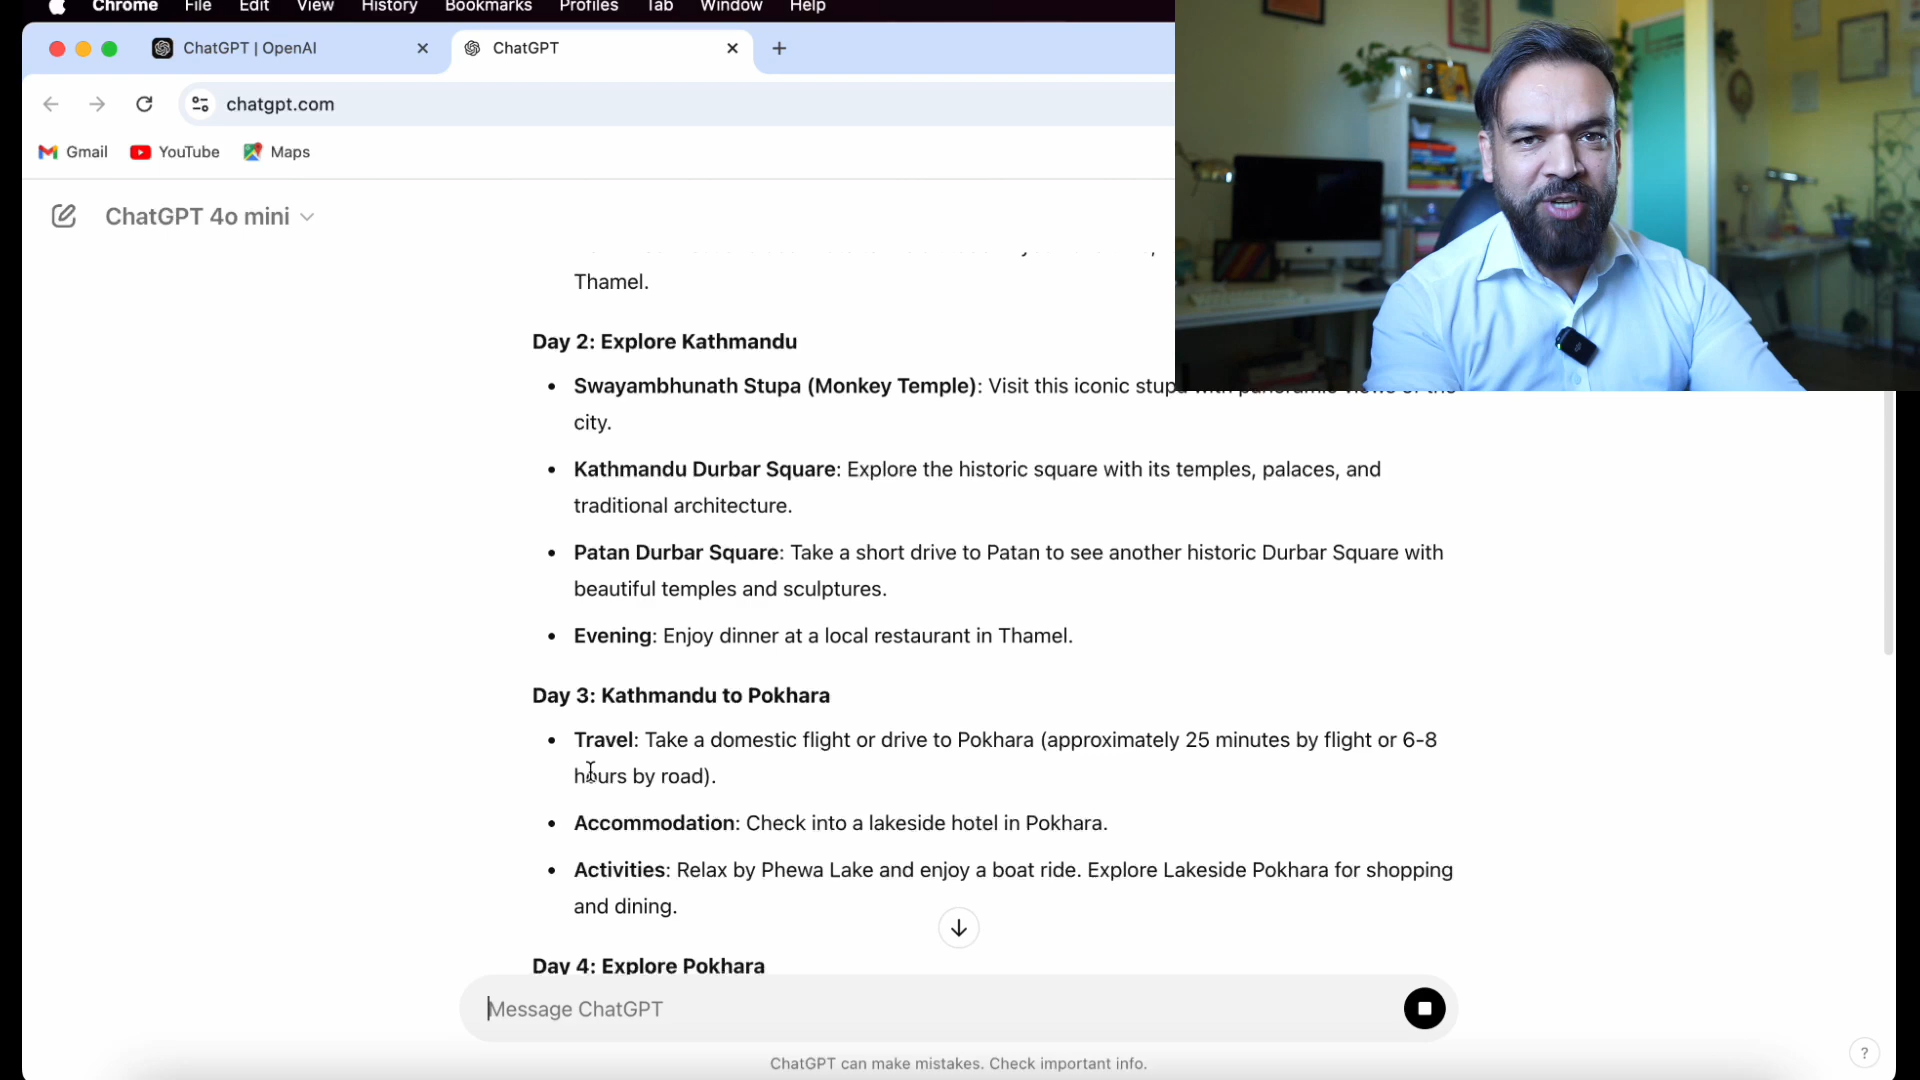 Chrome File Edit View History Bookmarks Profiles Tab Window Help
ChatGPT | OpenAI
ChatGPT
chatgpt.com
Gmail YouTube Maps
ChatGPT 4o mini
Thamel.
Day 2: Explore Kathmandu
Swayambhunath Stupa (Monkey Temple): Visit this iconic stupa with panoramic views of the
city.
Kathmandu Durbar Square: Explore the historic square with its temples, palaces, and
traditional architecture.
Patan Durbar Square: Take a short drive to Patan to see another historic Durbar Square with
beautiful temples and sculptures.
Evening: Enjoy dinner at a local restaurant in Thamel.
Day 3: Kathmandu to Pokhara
Travel: Take a domestic flight or drive to Pokhara (approximately 25 minutes by flight or 6-8
hours by road).
Accommodation: Check into a lakeside hotel in Pokhara.
Activities: Relax by Phewa Lake and enjoy a boat ride. Explore Lakeside Pokhara for shopping
and dining.
Day 4: Explore Pokhara
Message ChatGPT
ChatGPT can make mistakes. Check important info.
?